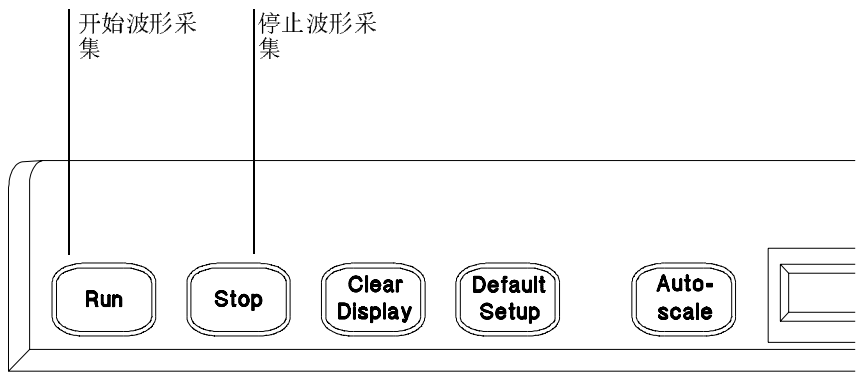 开始波形采
集
停止波形采
集
Run
Stop
Clear
Display
Default
Setup
Auto-
scale